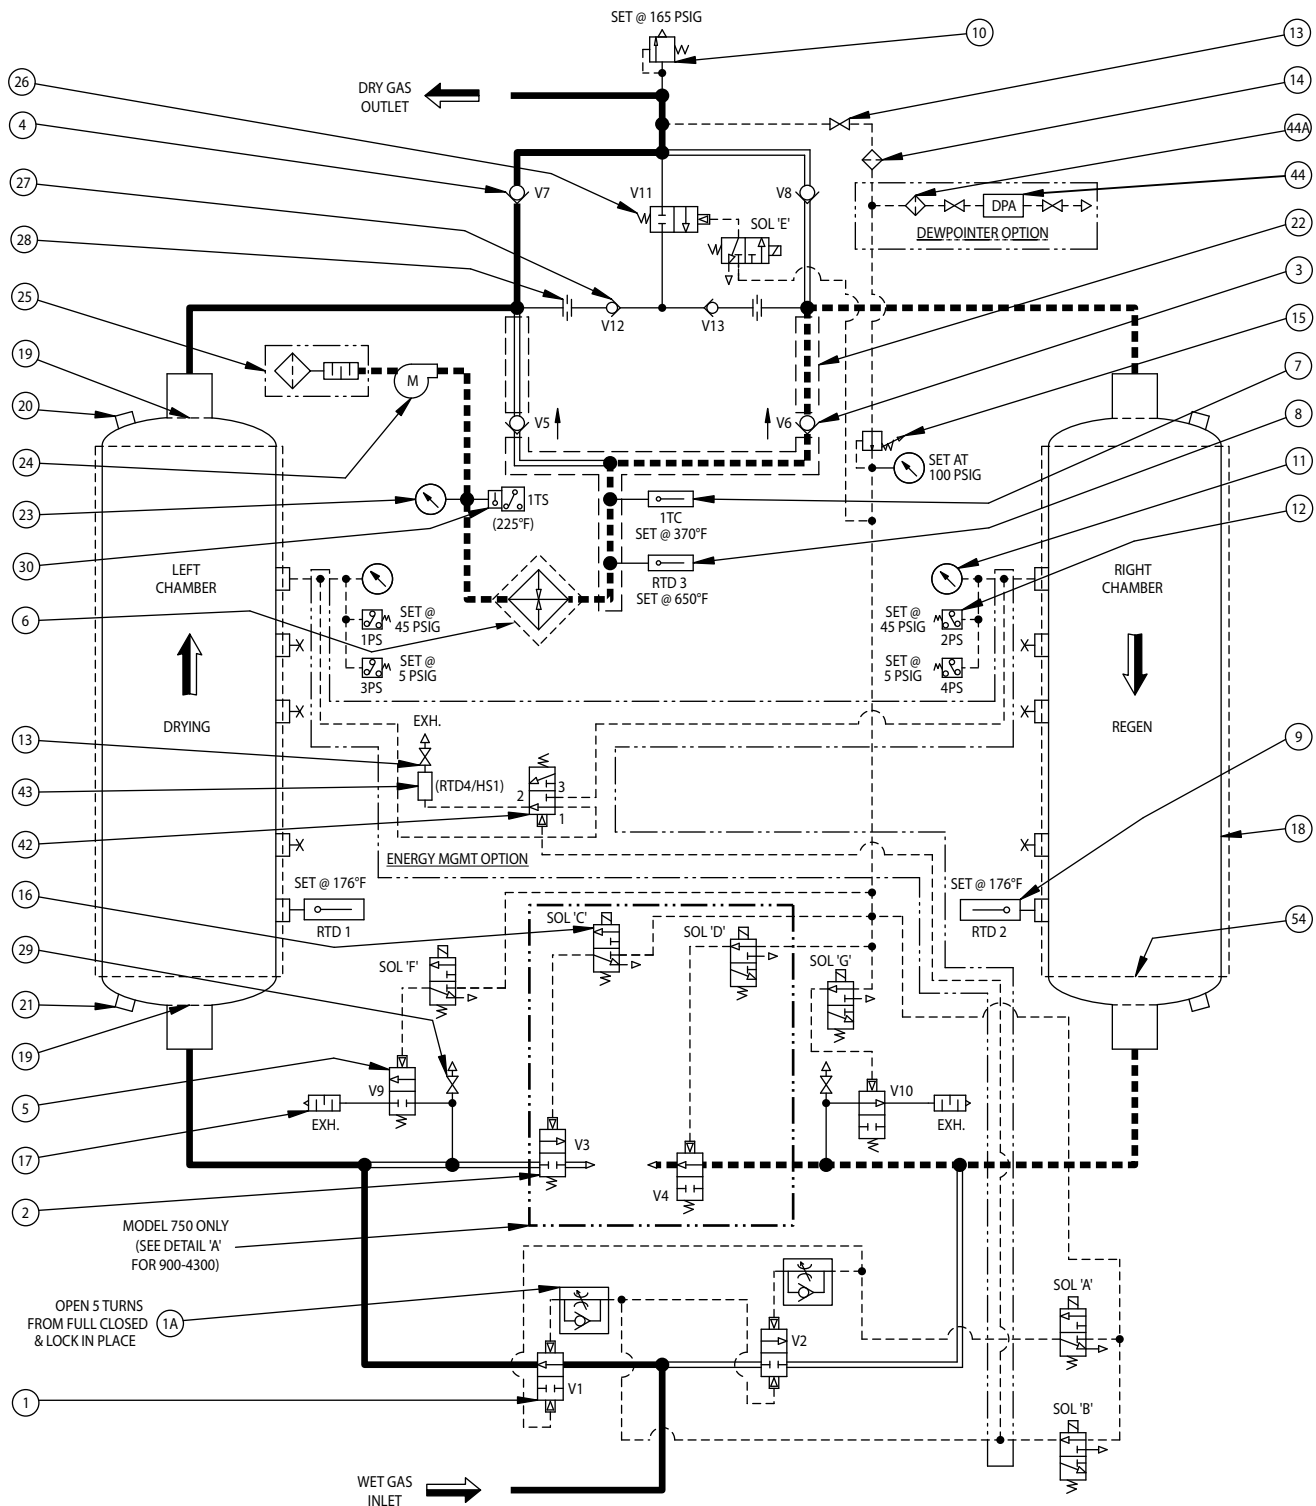 SET @ 165 PSIG
10
13
26
DRY GAS
OUTLET
14
4
44A
27
V7
V11
V8
44
DPA
SOL 'E'
DEWPOINTER OPTION
28
22
3
25
V12
V13
15
19
M
7
20
V5
V6
8
24
SET AT
100 PSIG
11
23
1TS
(225°F)
1TC
SET @ 370°F
12
30
LEFT
CHAMBER
RTD 3
SET @ 650°F
RIGHT
CHAMBER
6
SET @
45 PSIG
1PS
SET @
45 PSIG
2PS
SET @
5 PSIG
3PS
SET @
5 PSIG
4PS
DRYING
EXH.
REGEN
13
9
43
(RTD4/HS1)
2
3
1
42
18
ENERGY MGMT OPTION
16
SET @ 176°F
RTD 1
SET @ 176°F
RTD 2
SOL 'C'
SOL 'D'
54
29
SOL 'F'
SOL 'G'
21
19
5
V9
V10
EXH.
EXH.
17
V3
2
V4
MODEL 750 ONLY
(SEE DETAIL 'A'
FOR 900-4300)
OPEN 5 TURNS
FROM FULL CLOSED
& LOCK IN PLACE
1A
SOL 'A'
V2
1
V1
SOL 'B'
WET GAS
INLET